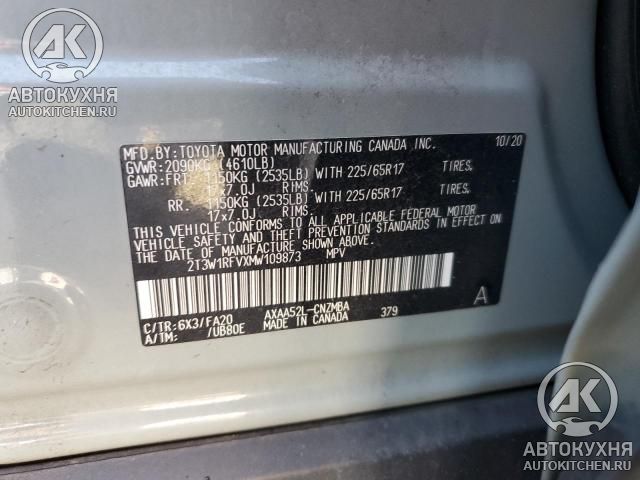 АК
АВТОКУХНЯ
AUTOKITCHEN.RU
MFD.BY:TOYOTA MOTOR MANUFACTURING CANADA INC. 10/20
GVWR:2090KG (4610LB)
GAWR:FRT. 1150KG (2535LB) WITH 225/65R17 TIRES.
17x7.0J RIMS.
RR. 1150KG (2535LB) WITH 225/65R17 TIRES.
17x7.0J RIMS.
THIS VEHICLE CONFORMS TO ALL APPLICABLE FEDERAL MOTOR
VEHICLE SAFETY AND THEFT PREVENTION STANDARDS IN EFFECT ON
THE DATE OF MANUFACTURE SHOWN ABOVE.
2T3W1RFVXMW109873 MPV
A
C/TR:6X3/FA20 AXAA52L-CNZMBA 379
A/TM: /UB80E MADE IN CANADA
АК
АВТОКУХНЯ
AUTOKITCHEN.RU